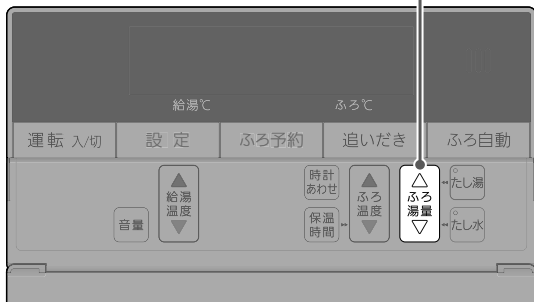 給湯℃ ふろ℃
運転 入/切 設定 ふろ予約 追いだき ふろ自動
音量
給湯
温度
時計
あわせ
保温
時間
ふろ
温度
ふろ
湯量
たし湯
たし水